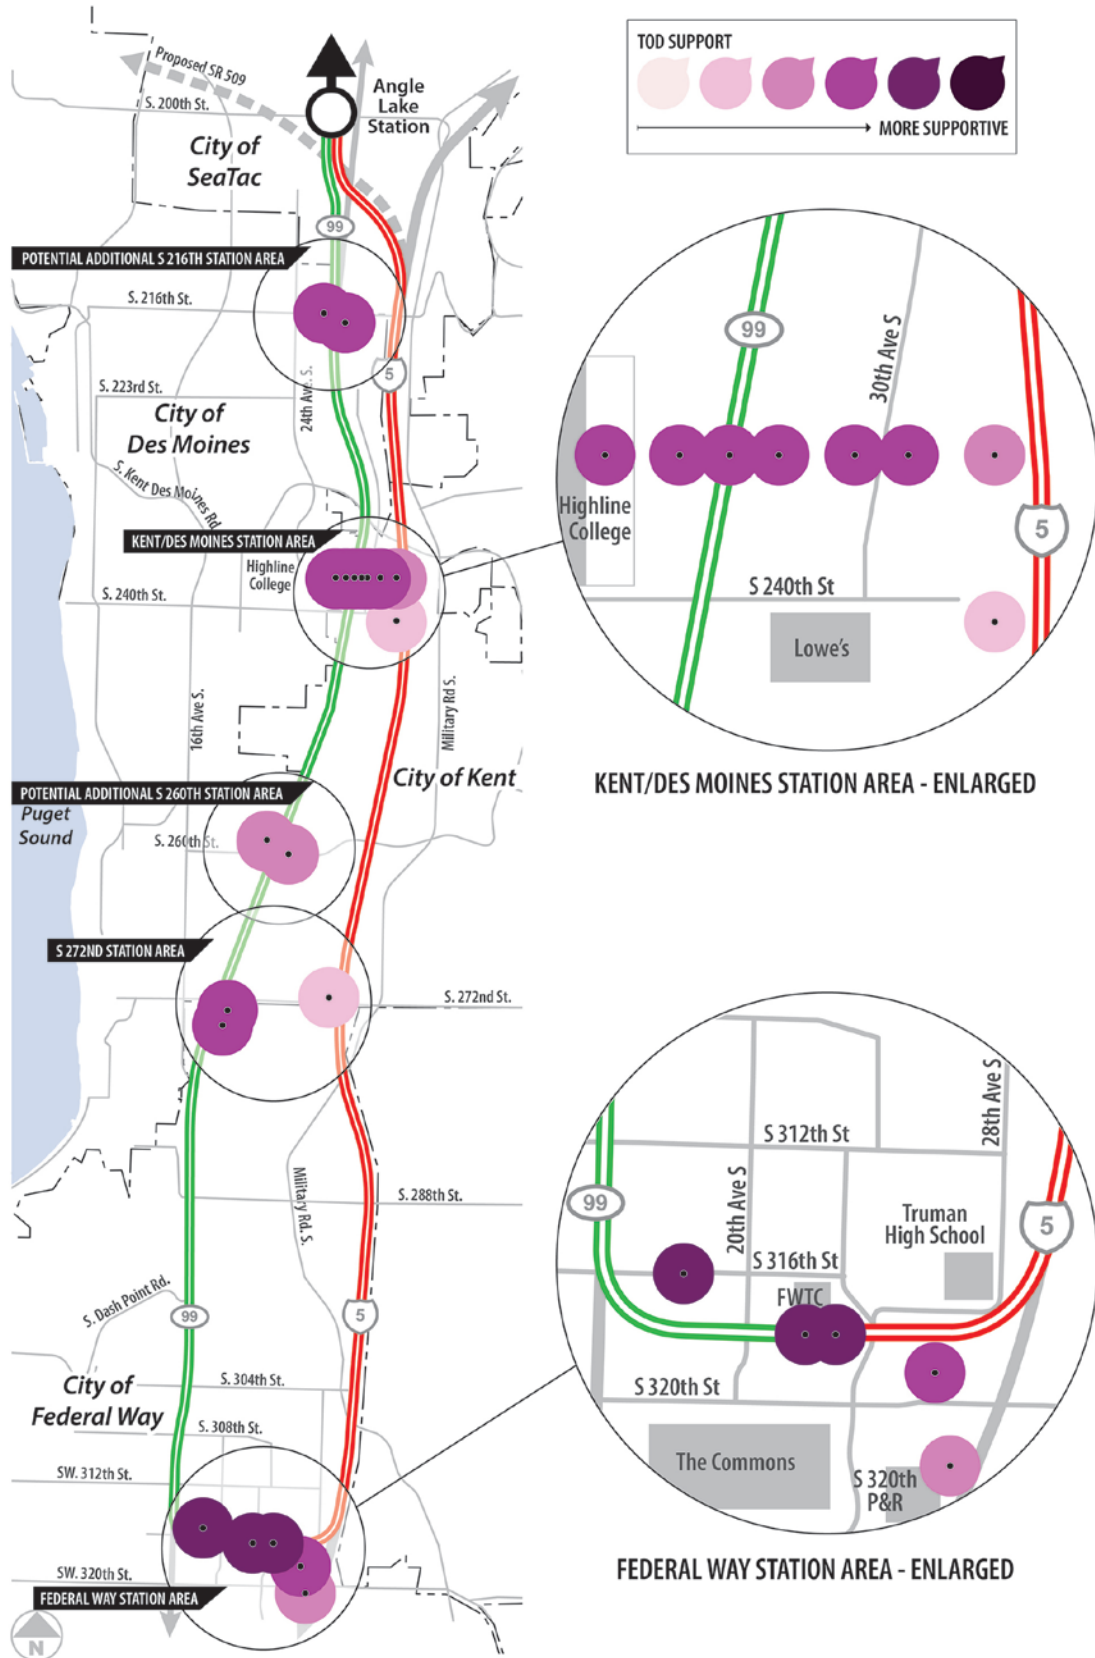 Proposed SR 509
S. 200th St.
Angle
Lake
Station
City of
SeaTac
99
POTENTIAL ADDITIONAL S 216TH STATION AREA
S. 216th St.
5
S. 223rd St.
24th Ave. S.
City of
Des Moines
S. Kent Des Moines Rd.
KENT/DES MOINES STATION AREA
Highline
College
S. 240th St.
16th Ave S.
Military Rd S.
City of Kent
POTENTIAL ADDITIONAL S 260TH STATION AREA
Puget
Sound
S. 260th St.
S 272ND STATION AREA
S. 272nd St.
Military Rd. S.
S. 288th St.
S. Dash Point Rd.
99
5
City of
Federal Way
S. 304th St.
S. 308th St.
SW. 312th St.
SW. 320th St.
FEDERAL WAY STATION AREA
N
TOD SUPPORT
MORE SUPPORTIVE
99
30th Ave S
Highline
College
5
S 240th St
Lowe's
KENT/DES MOINES STATION AREA - ENLARGED
28th Ave S
S 312th St
99
20th Ave S
Truman
High School
5
S 316th St
FWTC
S 320th St
The Commons
S 320th
P&R
FEDERAL WAY STATION AREA - ENLARGED